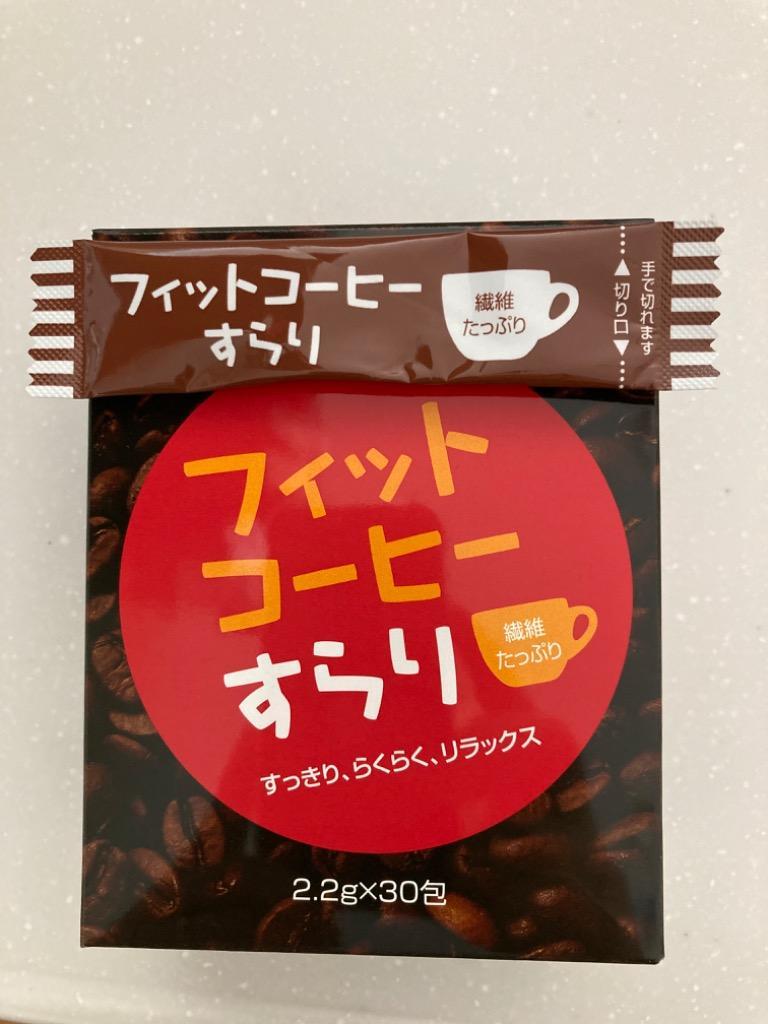 フィットコーヒー
すらり
繊維
たっぷり
手で切れます
▲切り口▼
フィット
コーヒー
すらり
繊維
たっぷり
すっきり、らくらく、リラックス
2.2g×30包